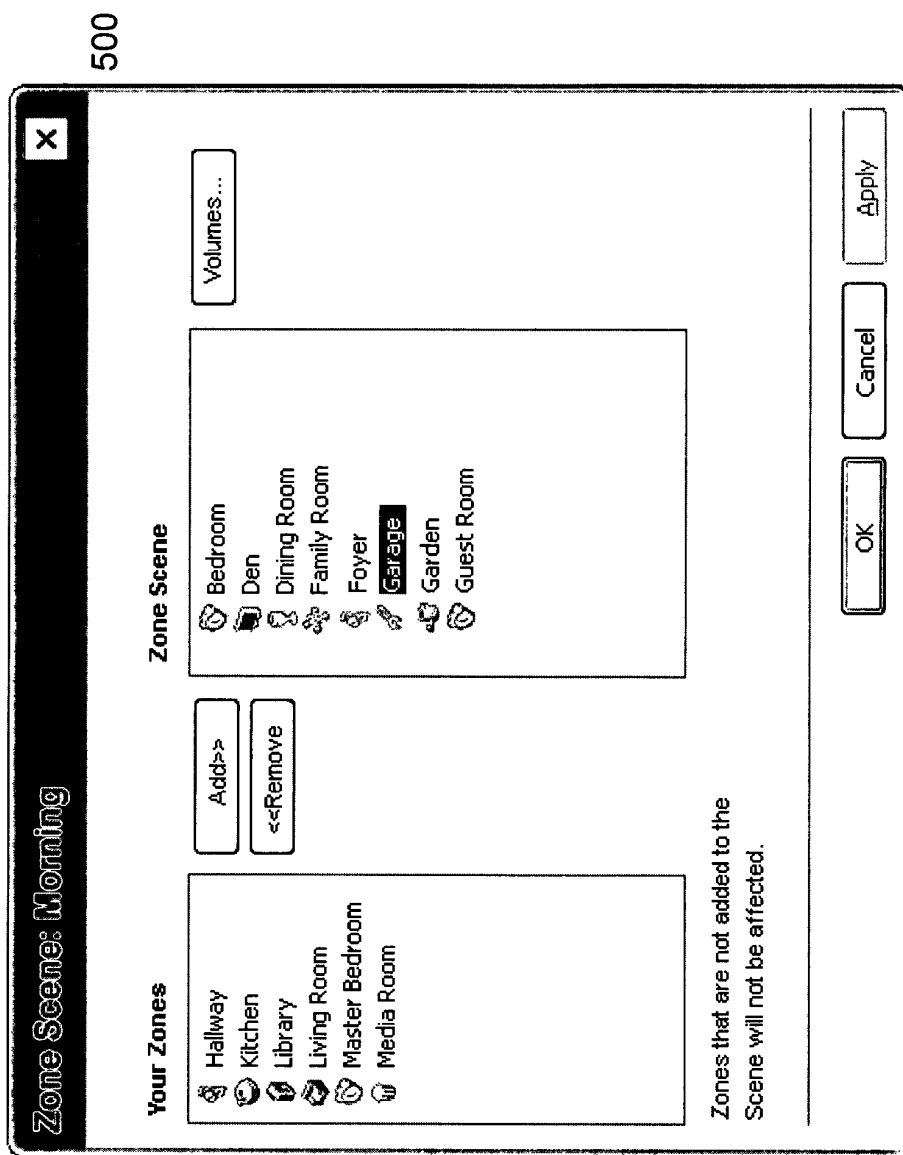 500
Zone Scene: Morning
X
Your Zones
Hallway
Kitchen
Library
Living Room
Master Bedroom
Media Room
Add>>
<<Remove
Zone Scene
Bedroom
Den
Dining Room
Family Room
Foyer
Garage
Garden
Guest Room
Volumes...
Zones that are not added to the
Scene will not be affected.
OK
Cancel
Apply